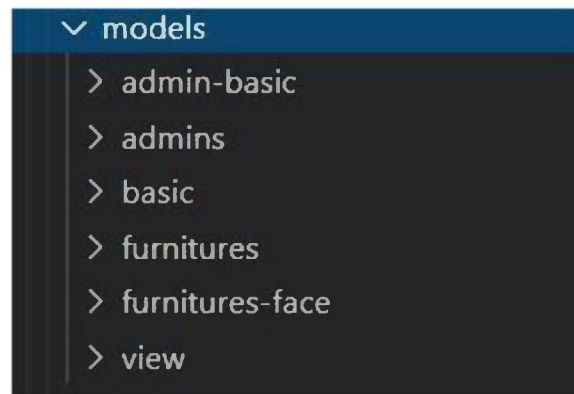 models
admin-basic
admins
basic
furnitures
furnitures-face
view